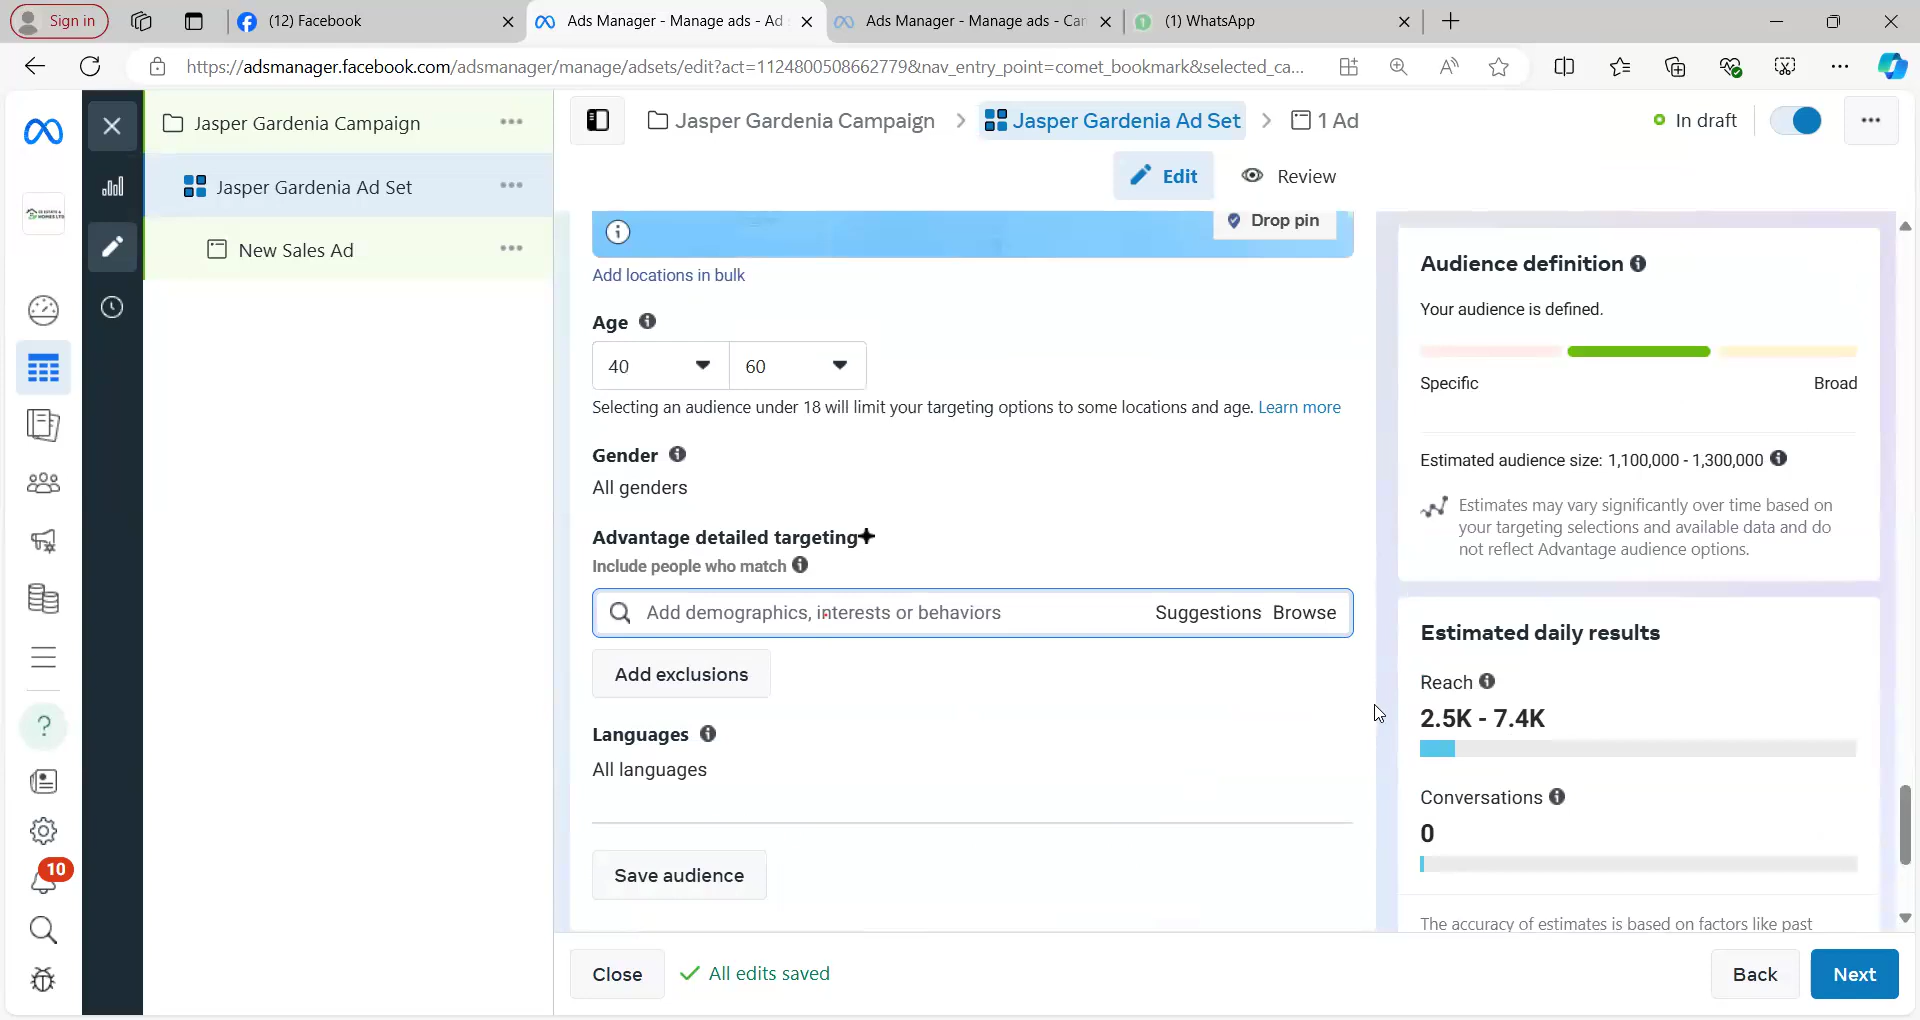 Sign in
(12) Facebook
Ads Manager - Manage ads - Ad
Ads Manager - Manage ads - Car
(1) WhatsApp
https://adsmanager.facebook.com/adsmanager/manage/adsets/edit?act=1124800508662779&nav_entry_point=comet_bookmark&selected_ca...
Jasper Gardenia Campaign
Jasper Gardenia Ad Set
New Sales Ad
Jasper Gardenia Campaign
Jasper Gardenia Ad Set
1 Ad
In draft
Edit
Review
Drop pin
Add locations in bulk
Age
40
60
Selecting an audience under 18 will limit your targeting options to some locations and age. Learn more
Gender
All genders
Advantage detailed targeting
Include people who match
Add demographics, interests or behaviors
Suggestions Browse
Add exclusions
Languages
All languages
Save audience
Audience definition
Your audience is defined.
Specific
Broad
Estimated audience size: 1,100,000 - 1,300,000
Estimates may vary significantly over time based on
your targeting selections and available data and do
not reflect Advantage audience options.
Estimated daily results
Reach
2.5K - 7.4K
Conversations
0
The accuracy of estimates is based on factors like past
10
Close
All edits saved
Back
Next